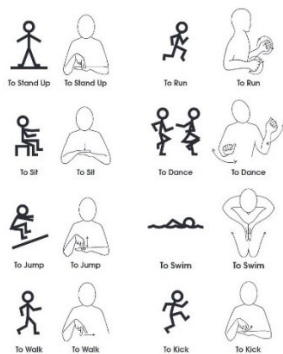 To Stand Up To Stand Up To Run To Run
To Sit To Sit To Dance To Dance
To Jump To Jump To Swim To Swim
To Walk To Walk To Kick To Kick